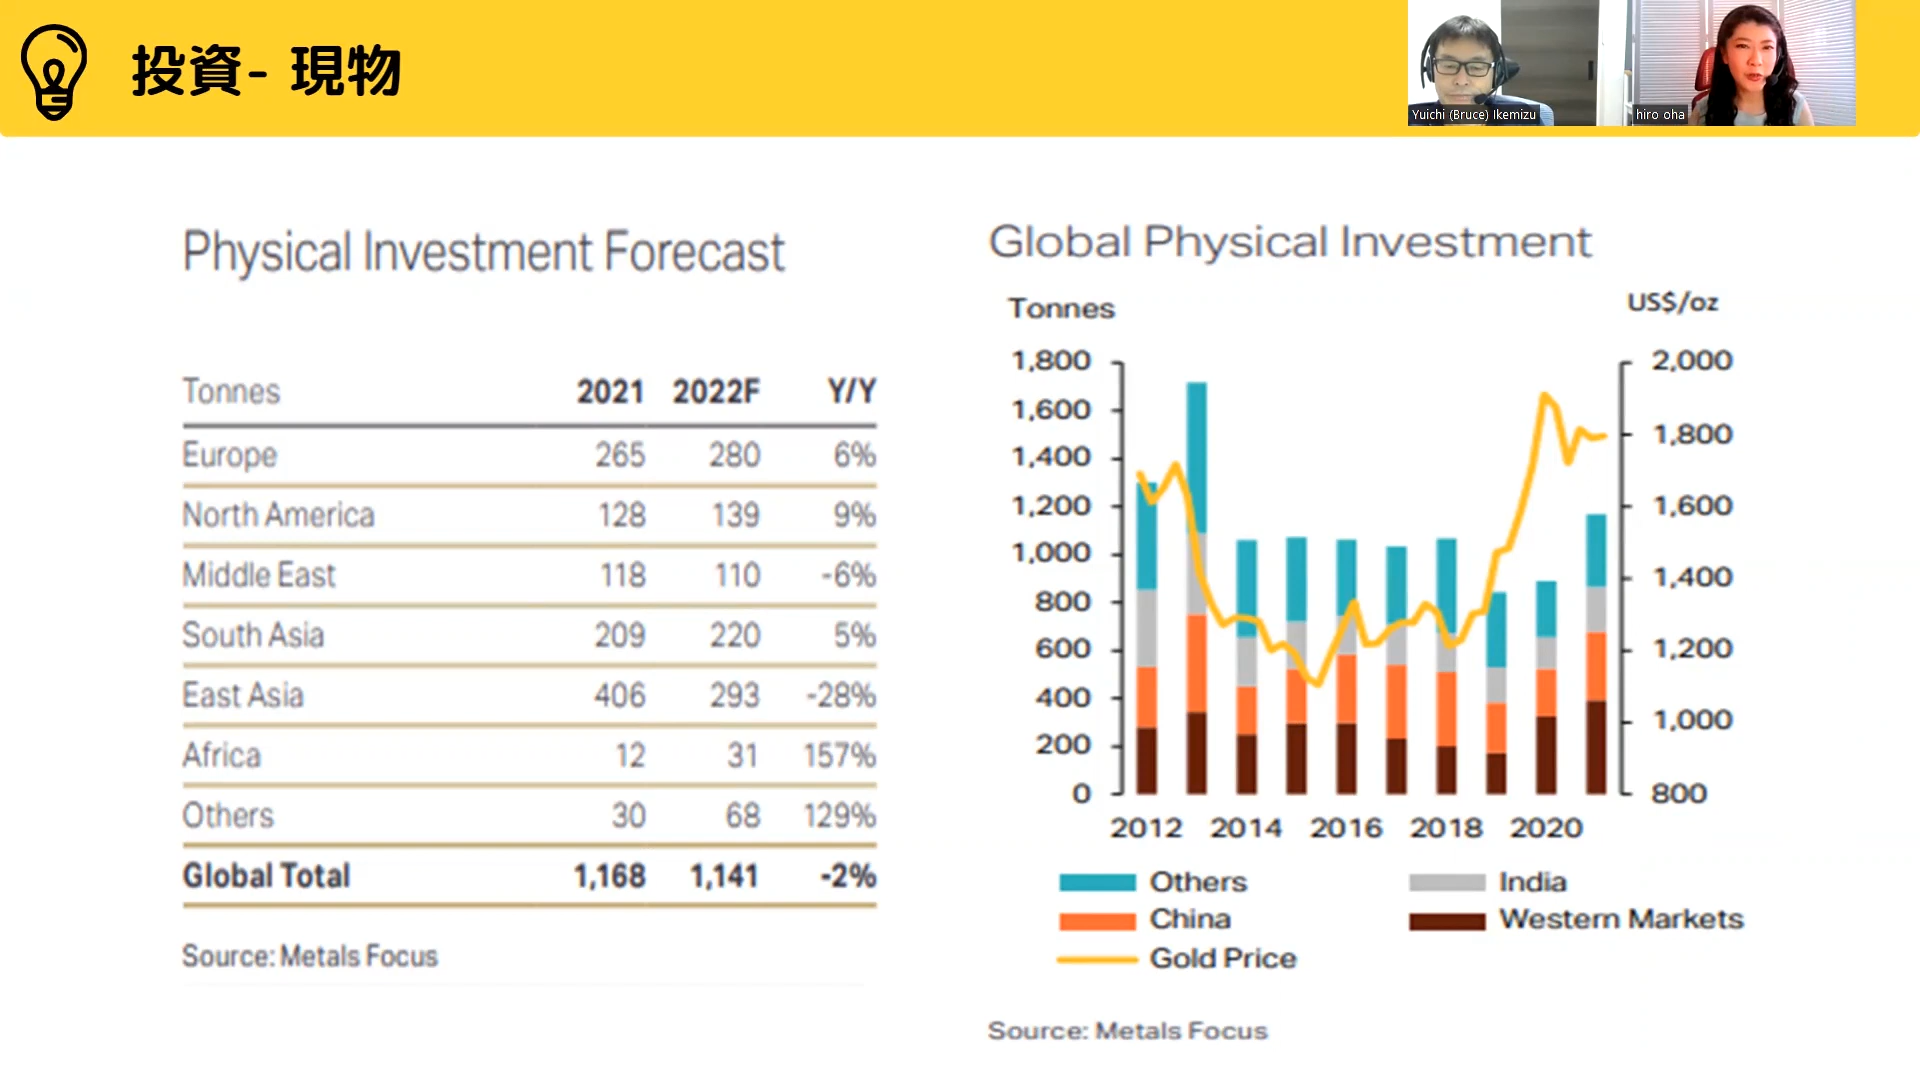 投資- 現物
Yuichi (Bruce) Ikemizu
hiro oha
Physical Investment Forecast
Tonnes 2021 2022F Y/Y
Europe 265 280 6%
North America 128 139 9%
Middle East 118 110 -6%
South Asia 209 220 5%
East Asia 406 293 -28%
Africa 12 31 157%
Others 30 68 129%
Global Total 1,168 1,141 -2%
Source: Metals Focus
Global Physical Investment
Tonnes US$/oz
1,800
1,600
1,400
1,200
1,000
800
600
400
200
0
2,000
1,800
1,600
1,400
1,200
1,000
800
2012 2014 2016 2018 2020
Others India
China Western Markets
Gold Price
Source: Metals Focus